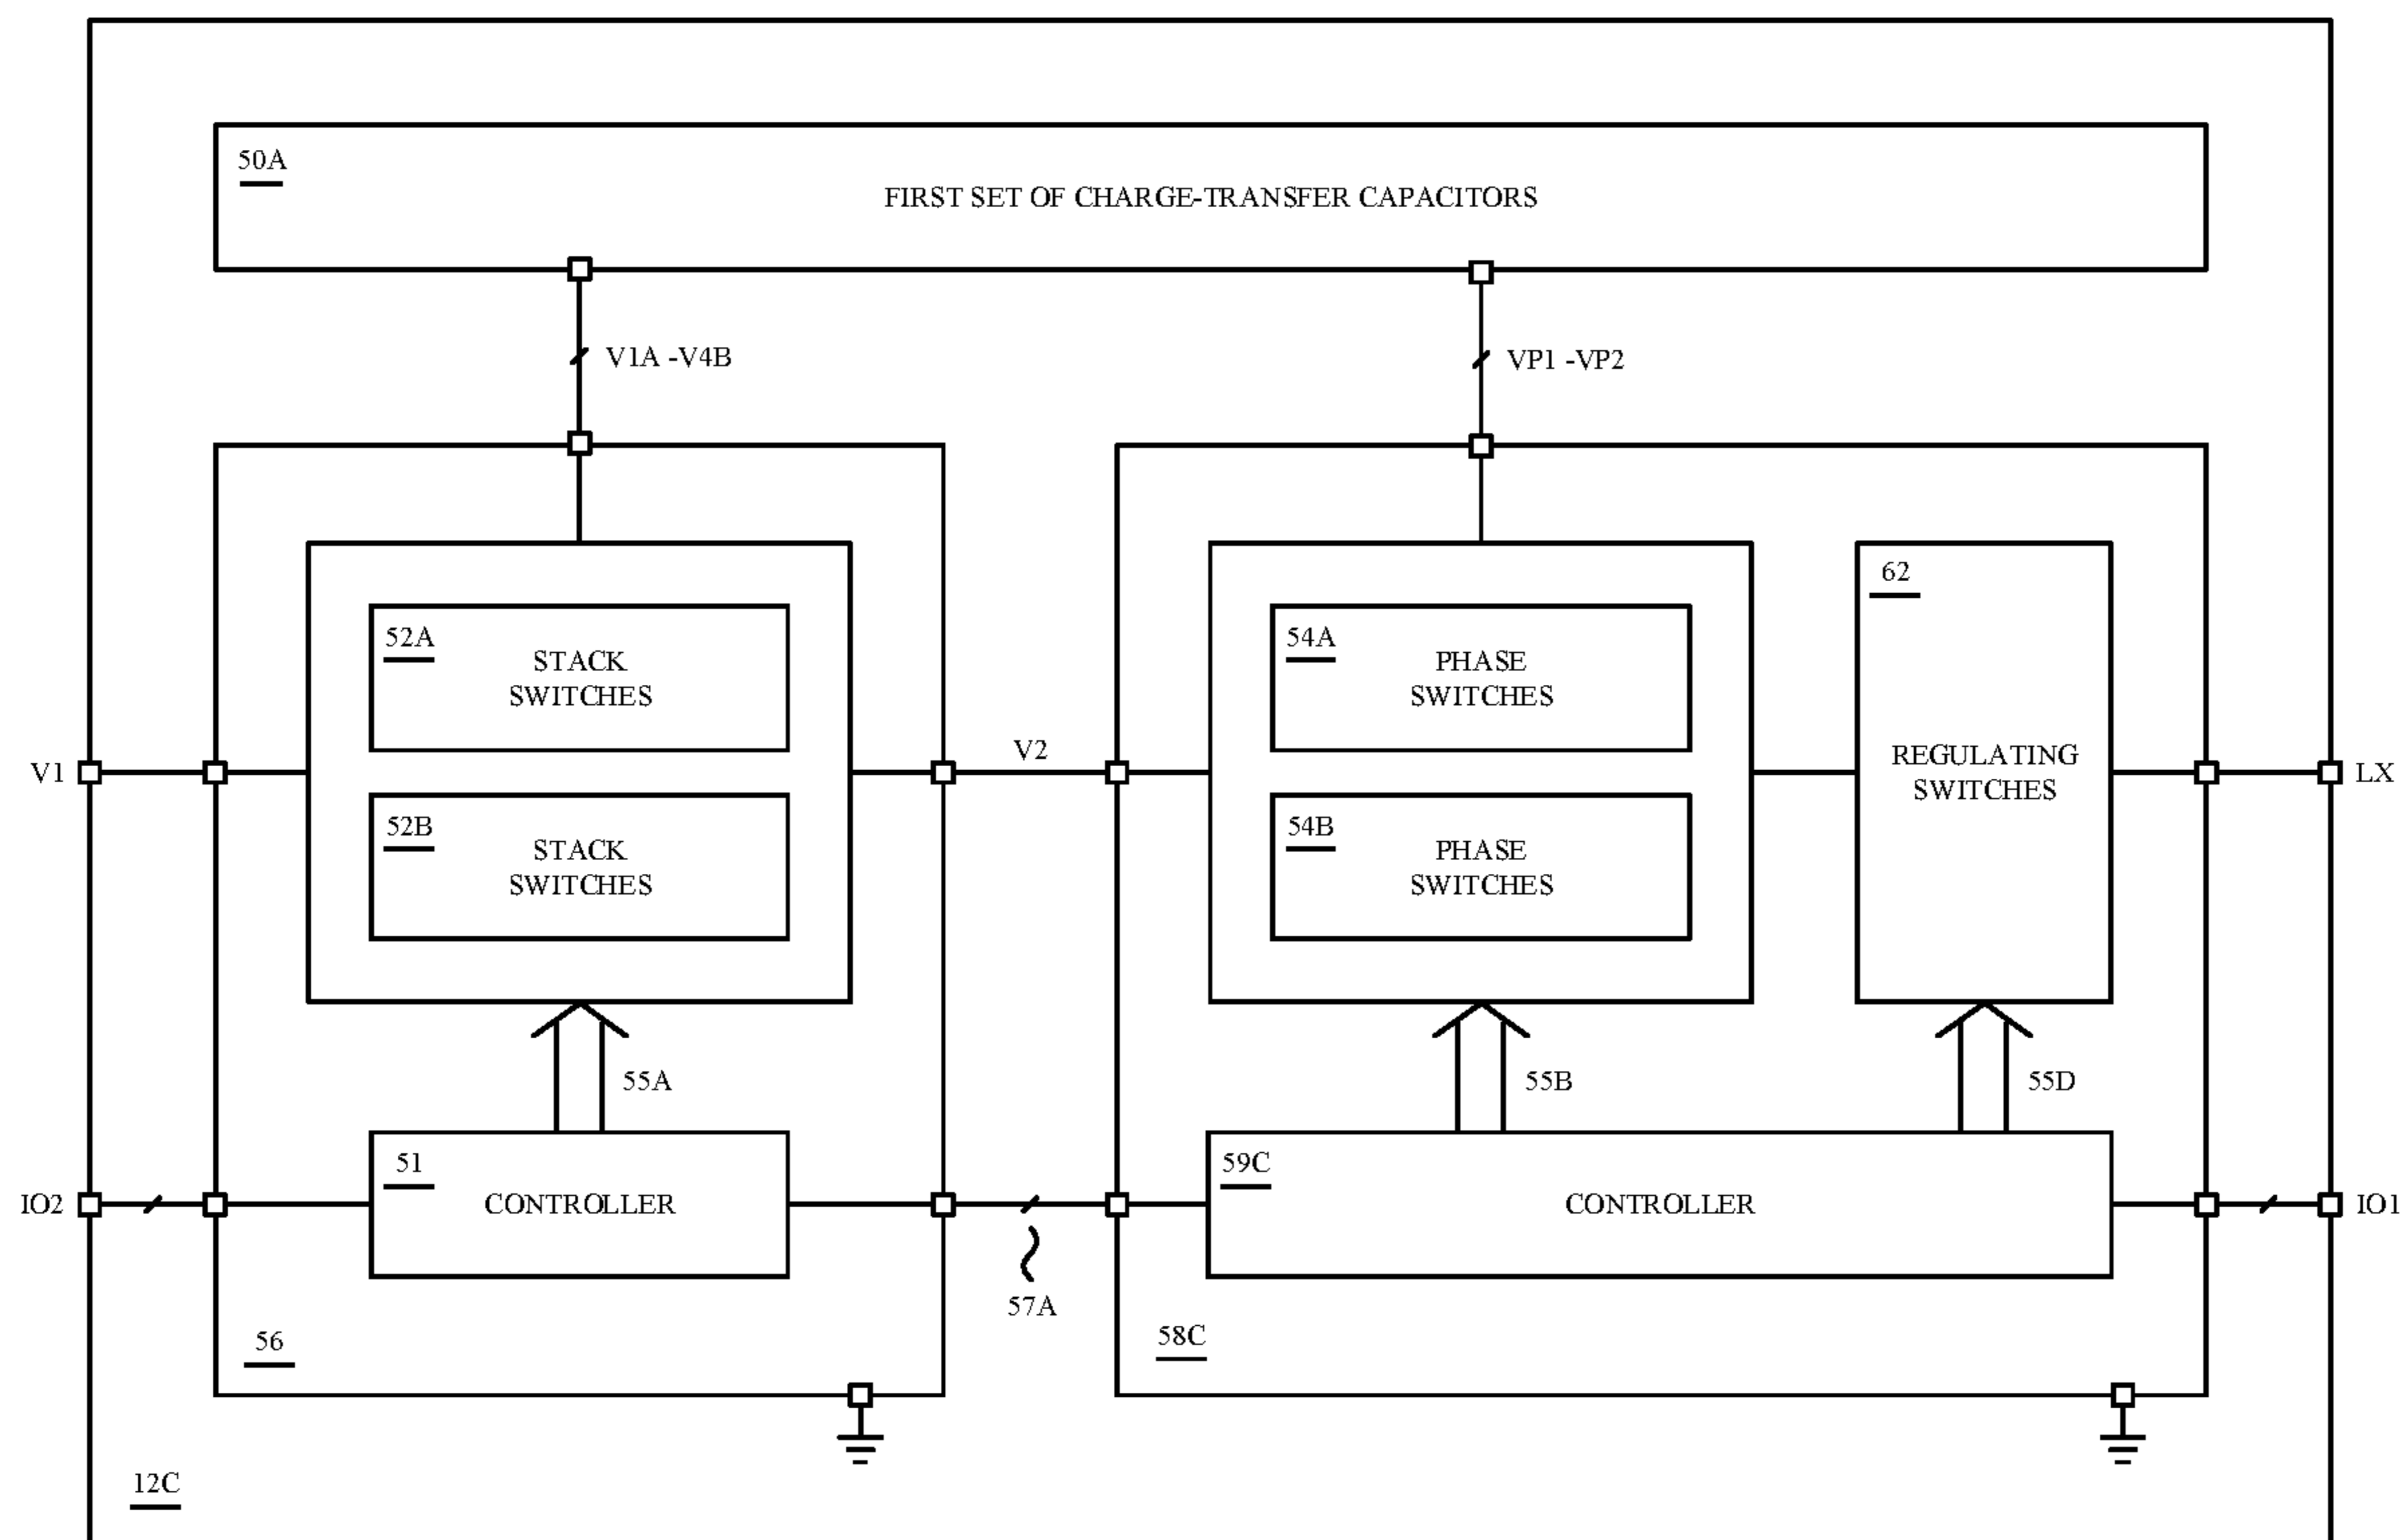 50A
FIRST SET OF CHARGE-TRANSFER CAPACITORS
V1A -V4B
VP1 -VP2
52A
STACK
SWITCHES
52B
STACK
SWITCHES
54A
PHASE
SWITCHES
54B
PHASE
SWITCHES
62
REGULATING
SWITCHES
V1
V2
LX
55A
55B
55D
IO2
51
CONTROLLER
59C
CONTROLLER
IO1
57A
56
58C
12C